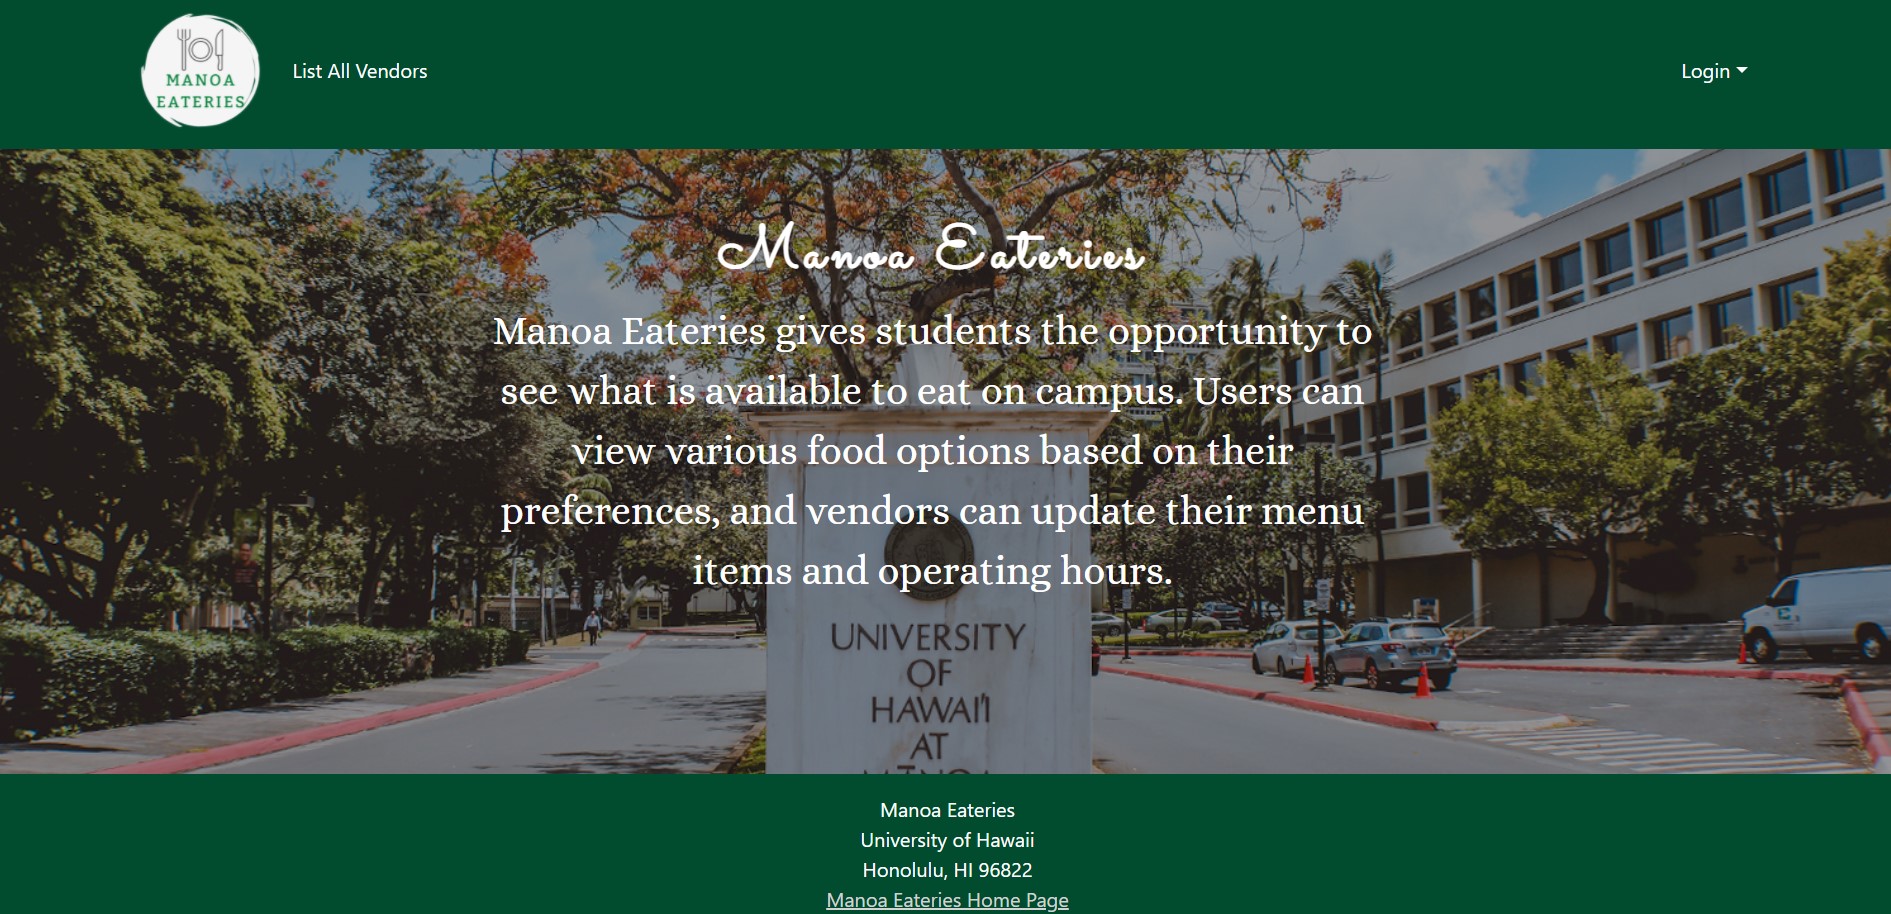 MANOA
EATERIES
List All Vendors
Login
Manoa Eateries
Manoa Eateries gives students the opportunity to
see what is available to eat on campus. Users can
view various food options based on their
preferences, and vendors can update their menu
items and operating hours.
UNIVERSITY
OF
HAWAI'I
AT
MĀNOA
Manoa Eateries
University of Hawaii
Honolulu, HI 96822
Manoa Eateries Home Page